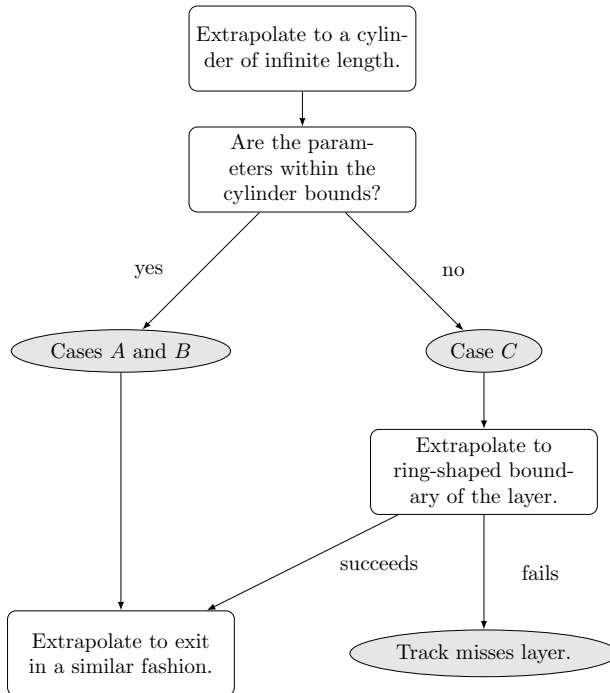 Extrapolate to a cylin-
der of infinite length.
Are the param-
eters within the
cylinder bounds?
yes
no
Cases A and B
Case C
Extrapolate to
ring-shaped bound-
ary of the layer.
succeeds
fails
Extrapolate to exit
in a similar fashion.
Track misses layer.